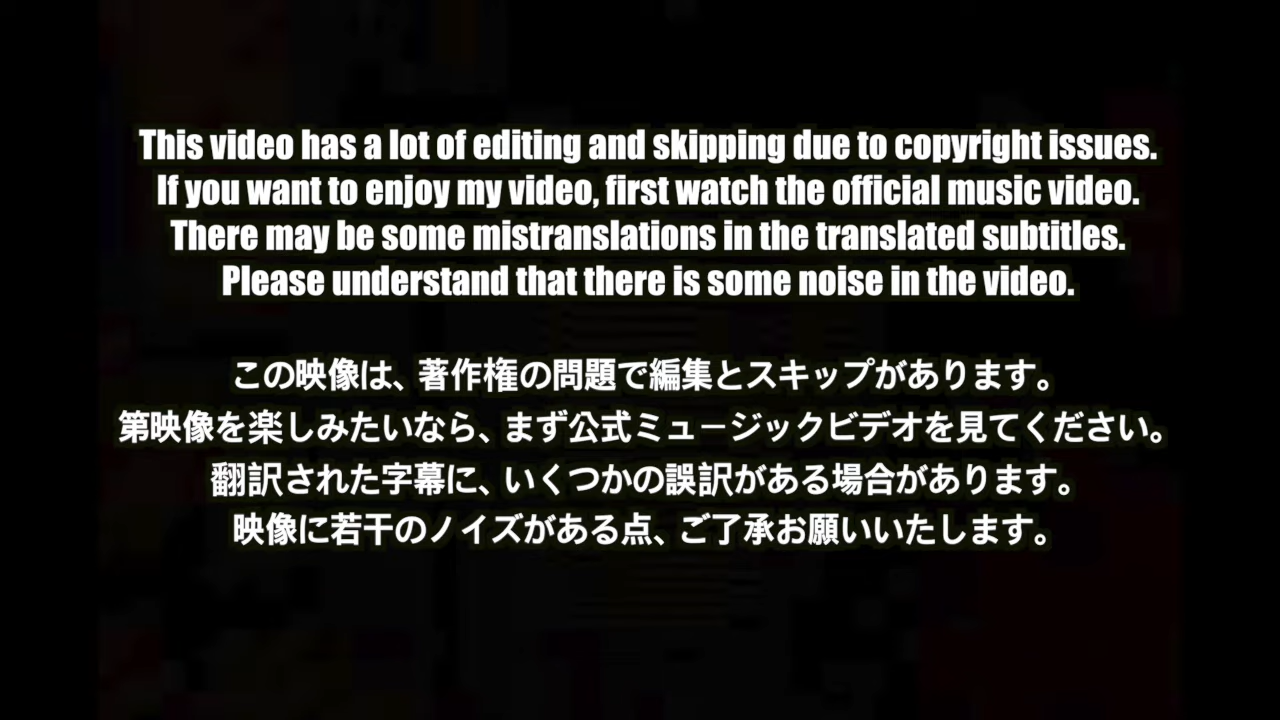 This video has a lot of editing and skipping due to copyright issues.
If you want to enjoy my video, first watch the official music video.
There may be some mistranslations in the translated subtitles.
Please understand that there is some noise in the video.
この映像は、著作権の問題で編集とスキップがあります。
第映像を楽しみたいなら、まず公式ミュージックビデオを見てください。
翻訳された字幕に、いくつかの誤訳がある場合があります。
映像に若干のノイズがある点、ご了承お願いいたします。